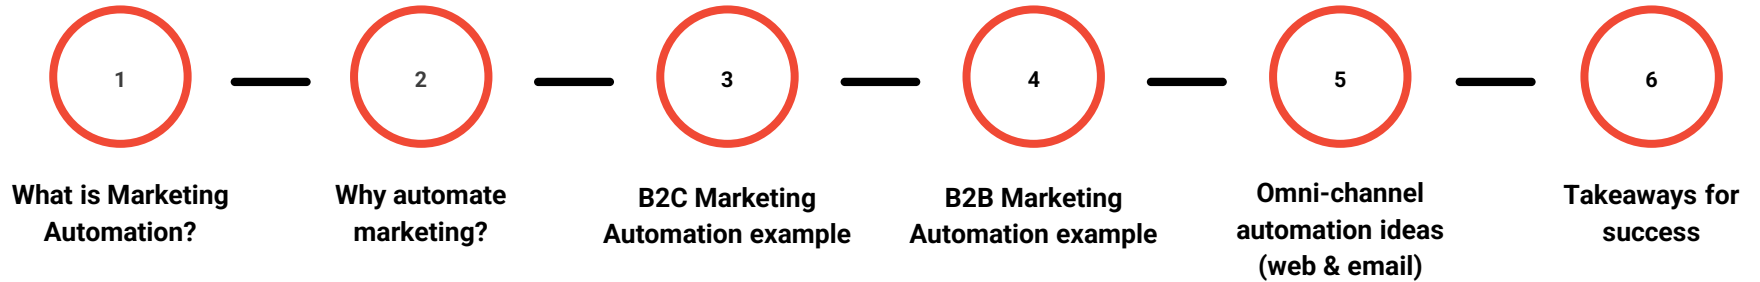 1
2
3
4
5
6
What is Marketing
Automation?
Why automate
marketing?
B2C Marketing
Automation example
B2B Marketing
Automation example
Omni-channel
automation ideas
(web & email)
Takeaways for
success